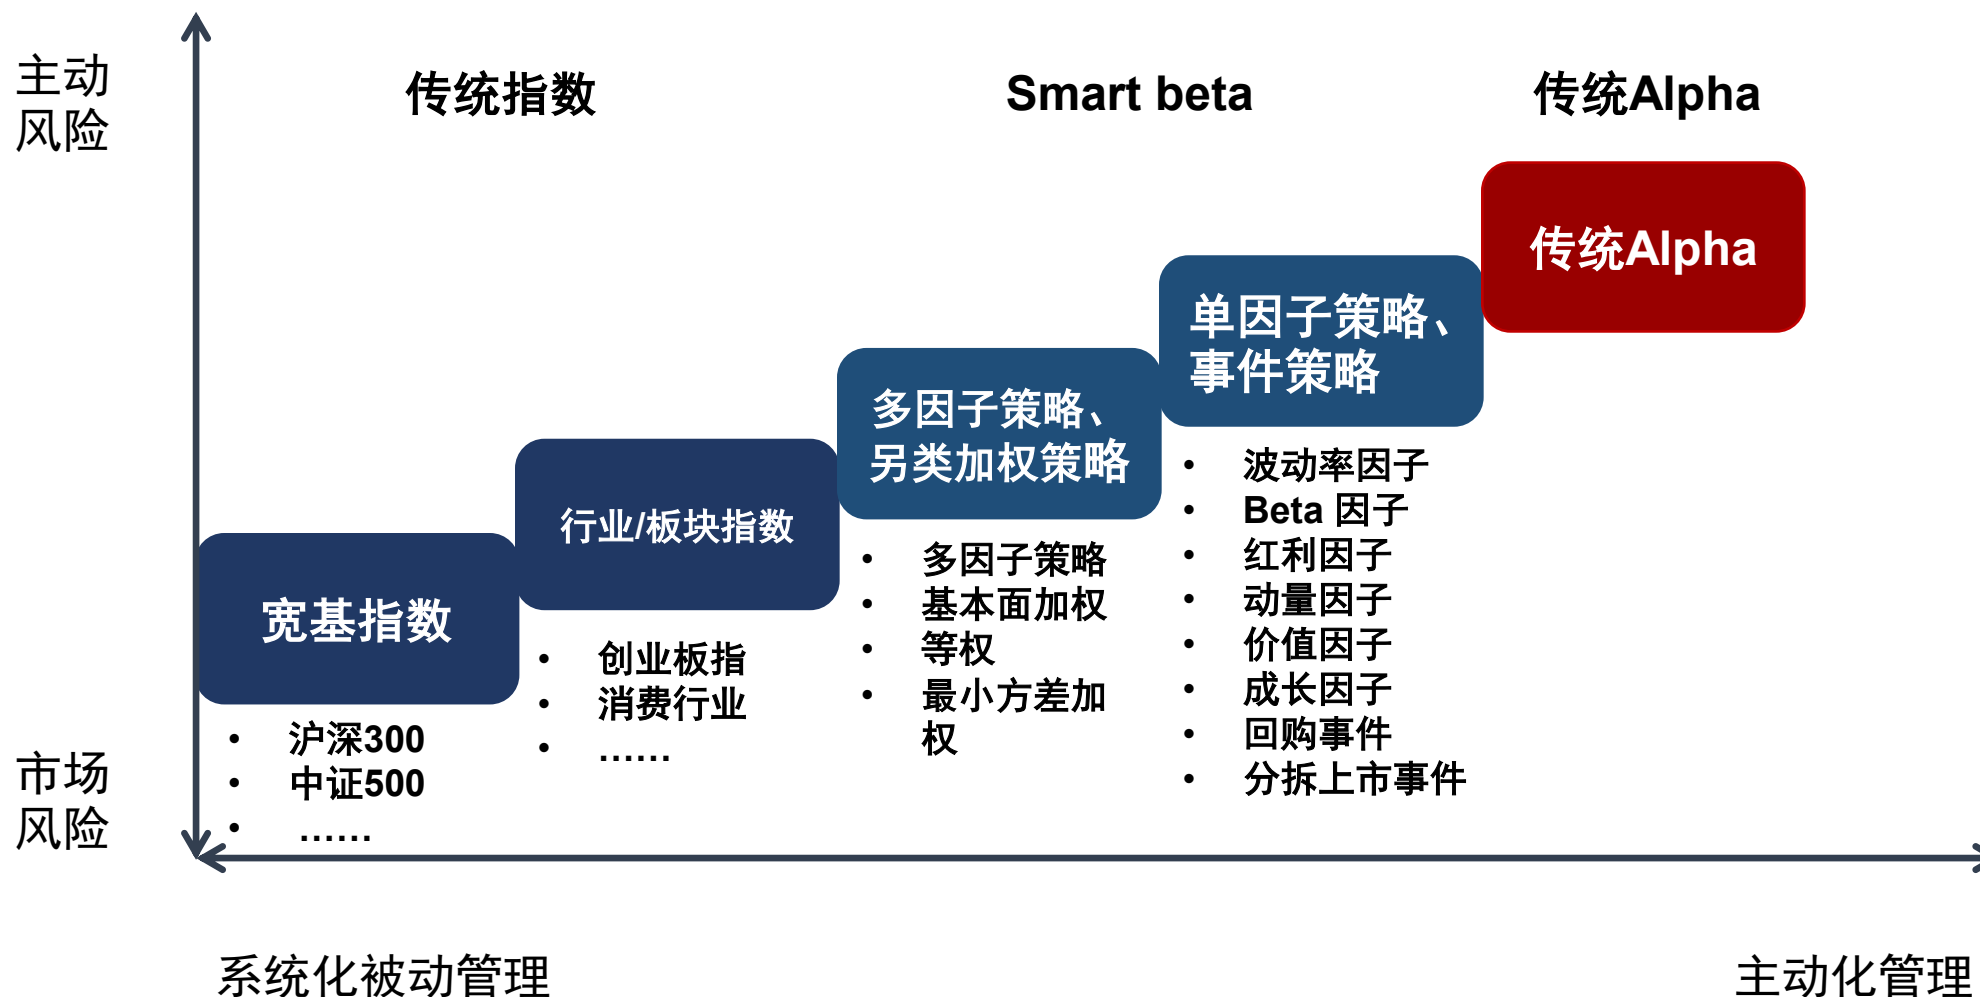 主动
风险
传统指数
Smart beta
传统Alpha
传统Alpha
单因子策略、
事件策略
多因子策略、
另类加权策略
行业/板块指数
宽基指数
• 沪深300
• 中证500
• ……
• 创业板指
• 消费行业
• ……
• 多因子策略
• 基本面加权
• 等权
• 最小方差加
权
• 波动率因子
• Beta 因子
• 红利因子
• 动量因子
• 价值因子
• 成长因子
• 回购事件
• 分拆上市事件
市场
风险
系统化被动管理
主动化管理